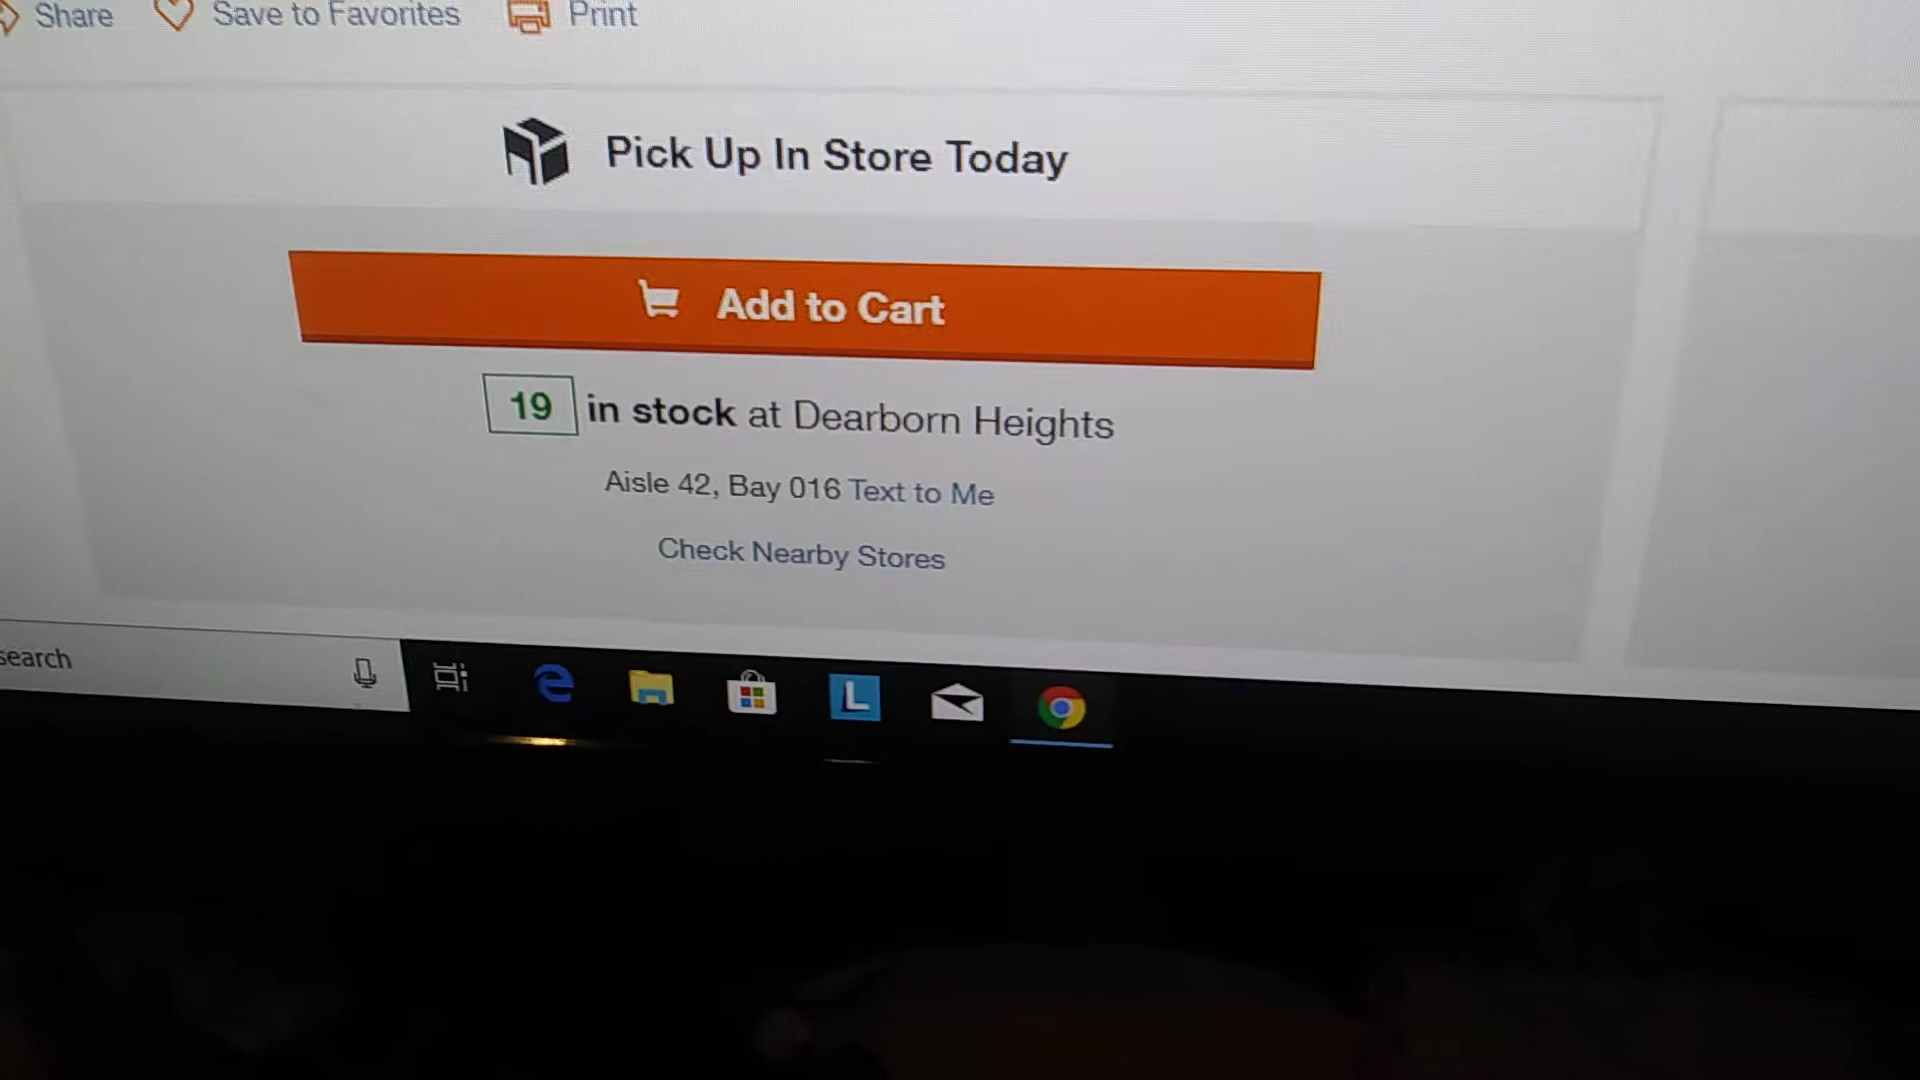 Share Save to Favorites Print
Pick Up In Store Today
Add to Cart
19 in stock at Dearborn Heights
Aisle 42, Bay 016 Text to Me
Check Nearby Stores
search
L